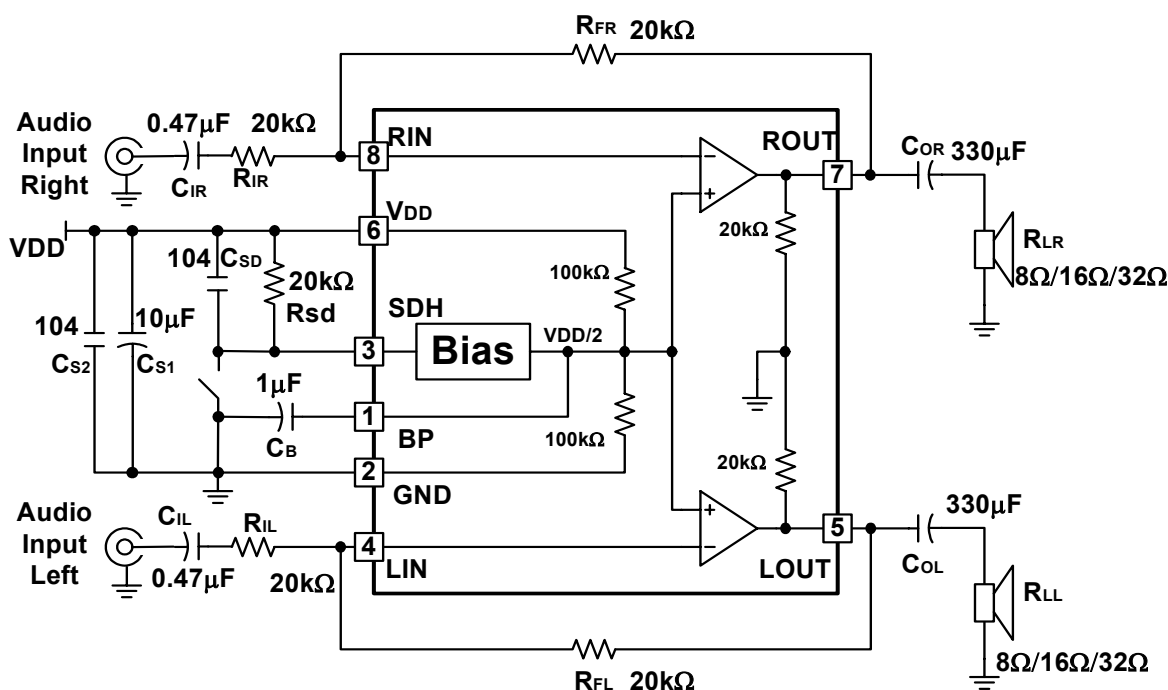 RFR 20kΩ
Audio
Input
Right
0.47μF
20kΩ
CIR
RIR
RIN
8
ROUT
7
COR
330μF
VDD
VDD
6
104
CSD
20kΩ
Rsd
100kΩ
20kΩ
RLR
8Ω/16Ω/32Ω
104
CS2
10μF
CS1
SDH
3
Bias
VDD/2
1μF
CB
1
BP
100kΩ
2
GND
20kΩ
Audio
Input
Left
CIL
RIL
0.47μF
20kΩ
4
LIN
5
LOUT
330μF
COL
RLL
8Ω/16Ω/32Ω
RFL 20kΩ